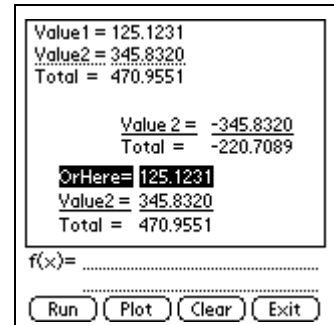 Value1 = 125.1231
Value2 = 345.8320
Total = 470.9551
Value 2 = -345.8320
Total = -220.7089
OrHere= 125.1231
Value2 = 345.8320
Total = 470.9551
f(x)=
Run Plot Clear Exit